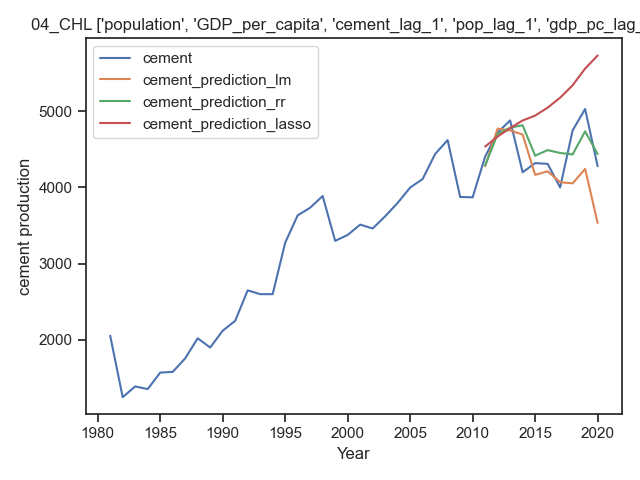 04_CHL ['population', 'GDP_per_capita', 'cement_lag_1', 'pop_lag_1', 'gdp_pc_lag_
cement
cement_prediction_lm
cement_prediction_rr
cement_prediction_lasso
5000
4000
3000
2000
cement production
1980 1985 1990 1995 2000 2005 2010 2015 2020
Year